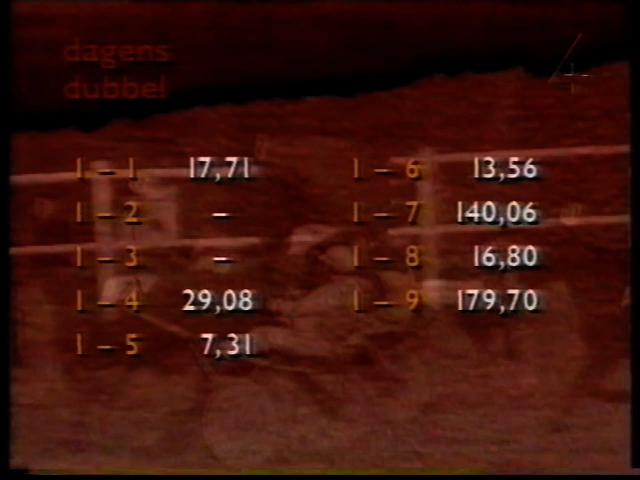 dagens
dubbel
1 – 1 17,71 1 – 6 13,56
1 – 2 – 1 – 7 140,06
1 – 3 – 1 – 8 16,80
1 – 4 29,08 1 – 9 179,70
1 – 5 7,31
4